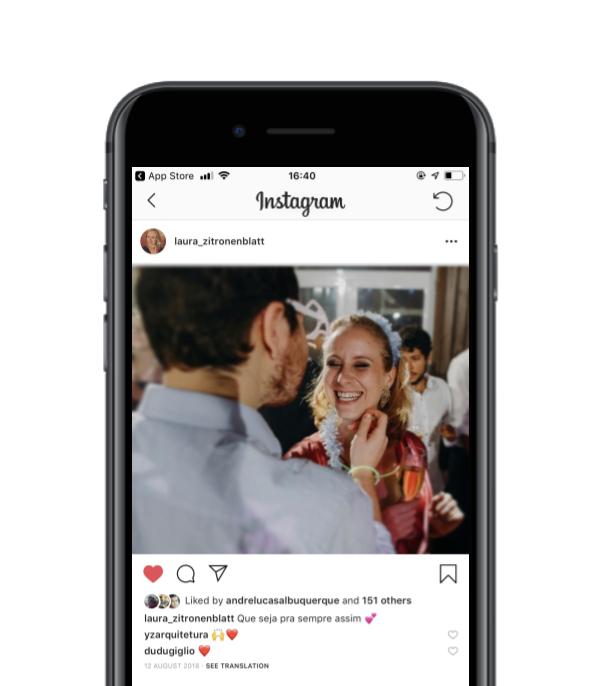 App Store 16:40
Instagram
laura_zitronenblatt
Liked by andrelucasalbuquerque and 151 others
laura_zitronenblatt Que seja pra sempre assim 💕
yzarquitetura 🙌❤️
dudugiglio ❤️
12 AUGUST 2018 · SEE TRANSLATION